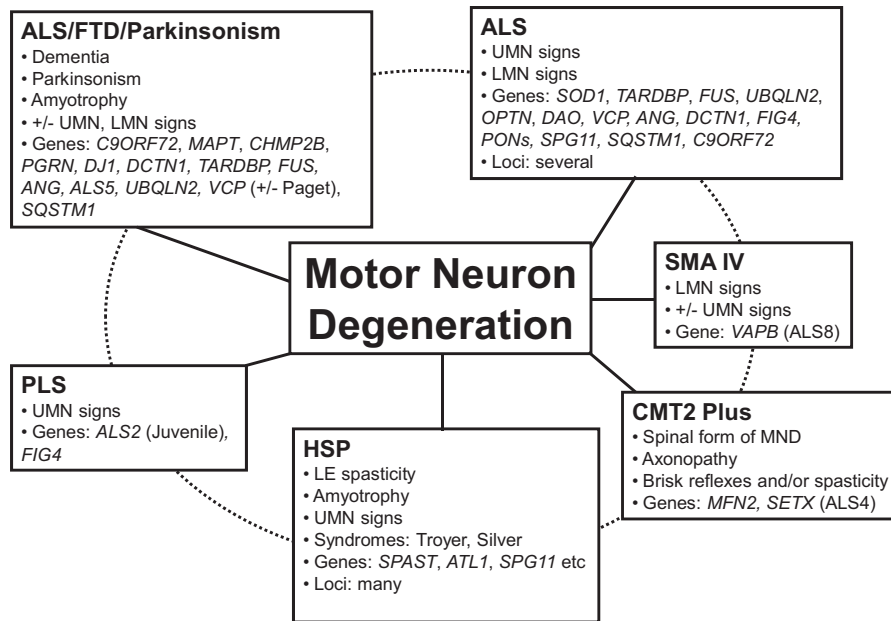 ALS/FTD/Parkinsonism
• Dementia
• Parkinsonism
• Amyotrophy
• +/- UMN, LMN signs
• Genes: C9ORF72, MAPT, CHMP2B,
PGRN, DJ1, DCTN1, TARDBP, FUS,
ANG, ALS5, UBQLN2, VCP (+/- Paget),
SQSTM1
ALS
• UMN signs
• LMN signs
• Genes: SOD1, TARDBP, FUS, UBQLN2,
OPTN, DAO, VCP, ANG, DCTN1, FIG4,
PONs, SPG11, SQSTM1, C9ORF72
• Loci: several
Motor Neuron
Degeneration
SMA IV
• LMN signs
• +/- UMN signs
• Gene: VAPB (ALS8)
PLS
• UMN signs
• Genes: ALS2 (Juvenile),
FIG4
HSP
• LE spasticity
• Amyotrophy
• UMN signs
• Syndromes: Troyer, Silver
• Genes: SPAST, ATL1, SPG11 etc
• Loci: many
CMT2 Plus
• Spinal form of MND
• Axonopathy
• Brisk reflexes and/or spasticity
• Genes: MFN2, SETX (ALS4)